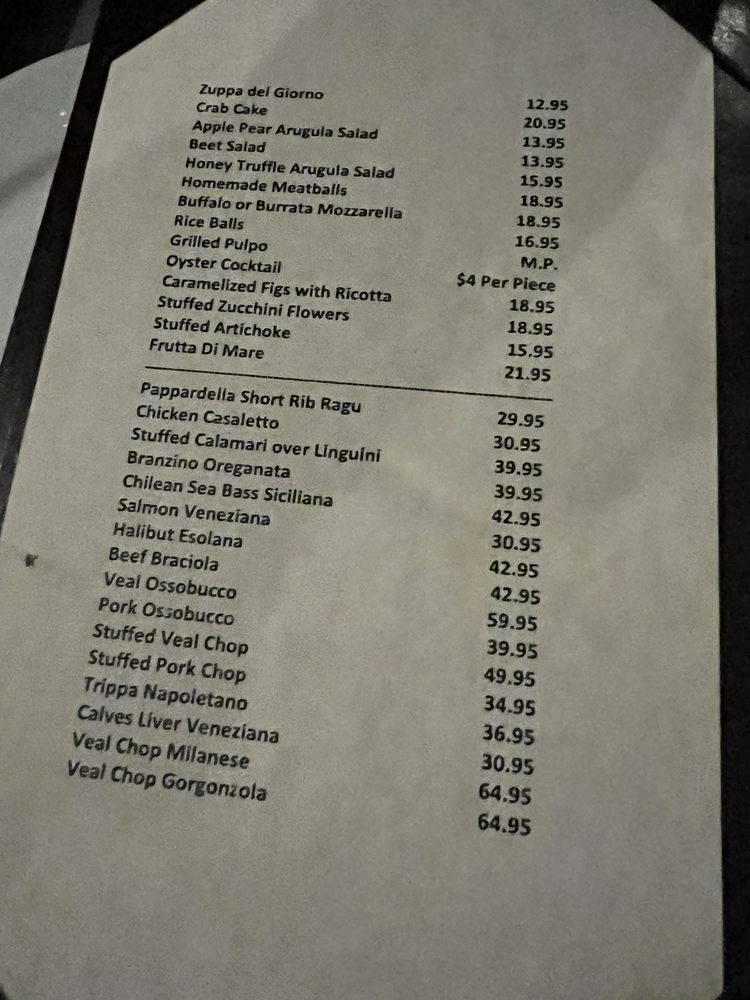 Zuppa del Giorno 12.95
Crab Cake 20.95
Apple Pear Arugula Salad 13.95
Beet Salad 13.95
Honey Truffle Arugula Salad 15.95
Homemade Meatballs 18.95
Buffalo or Burrata Mozzarella 18.95
Rice Balls 16.95
Grilled Pulpo M.P.
Oyster Cocktail $4 Per Piece
Caramelized Figs with Ricotta 18.95
Stuffed Zucchini Flowers 18.95
Stuffed Artichoke 15.95
Frutta Di Mare 21.95
Pappardella Short Rib Ragu 29.95
Chicken Casaletto 30.95
Stuffed Calamari over Linguini 39.95
Branzino Oreganata 39.95
Chilean Sea Bass Siciliana 42.95
Salmon Veneziana 30.95
Halibut Esolana 42.95
Beef Braciola 42.95
Veal Ossobucco 59.95
Pork Ossobucco 39.95
Stuffed Veal Chop 49.95
Stuffed Pork Chop 34.95
Trippa Napoletano 36.95
Calves Liver Veneziana 30.95
Veal Chop Milanese 64.95
Veal Chop Gorgonzola 64.95